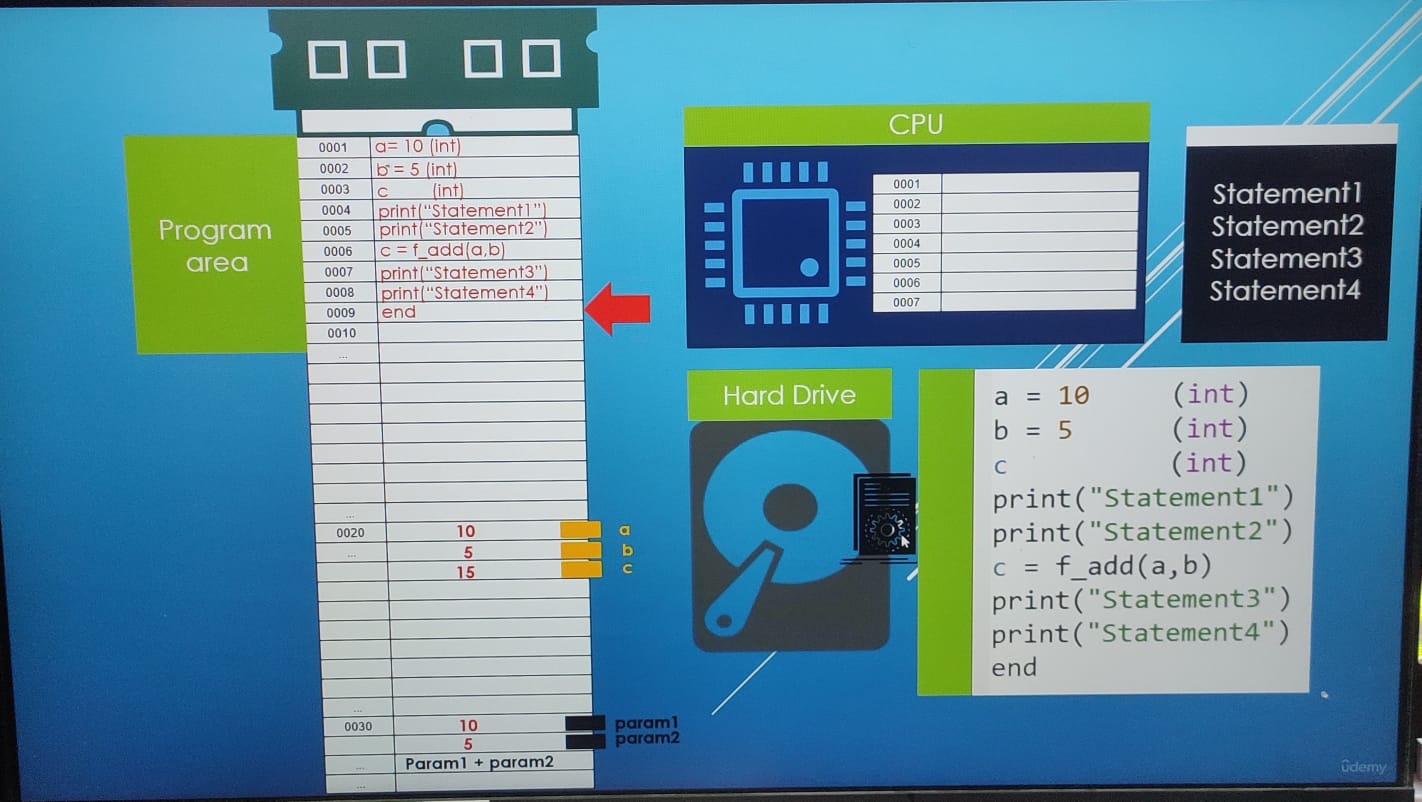 Program
area
0001 a= 10 (int)
0002 b = 5 (int)
0003 c (int)
0004 print("Statement1")
0005 print("Statement2")
0006 c = f_add(a,b)
0007 print("Statement3")
0008 print("Statement4")
0009 end
0010
...
...
0020 10 a
... 5 b
15 c
...
0030 10 param1
5 param2
... Param1 + param2
...
CPU
0001
0002
0003
0004
0005
0006
0007
Statement1
Statement2
Statement3
Statement4
Hard Drive
a = 10 (int)
b = 5 (int)
c (int)
print("Statement1")
print("Statement2")
c = f_add(a,b)
print("Statement3")
print("Statement4")
end
ûdemy